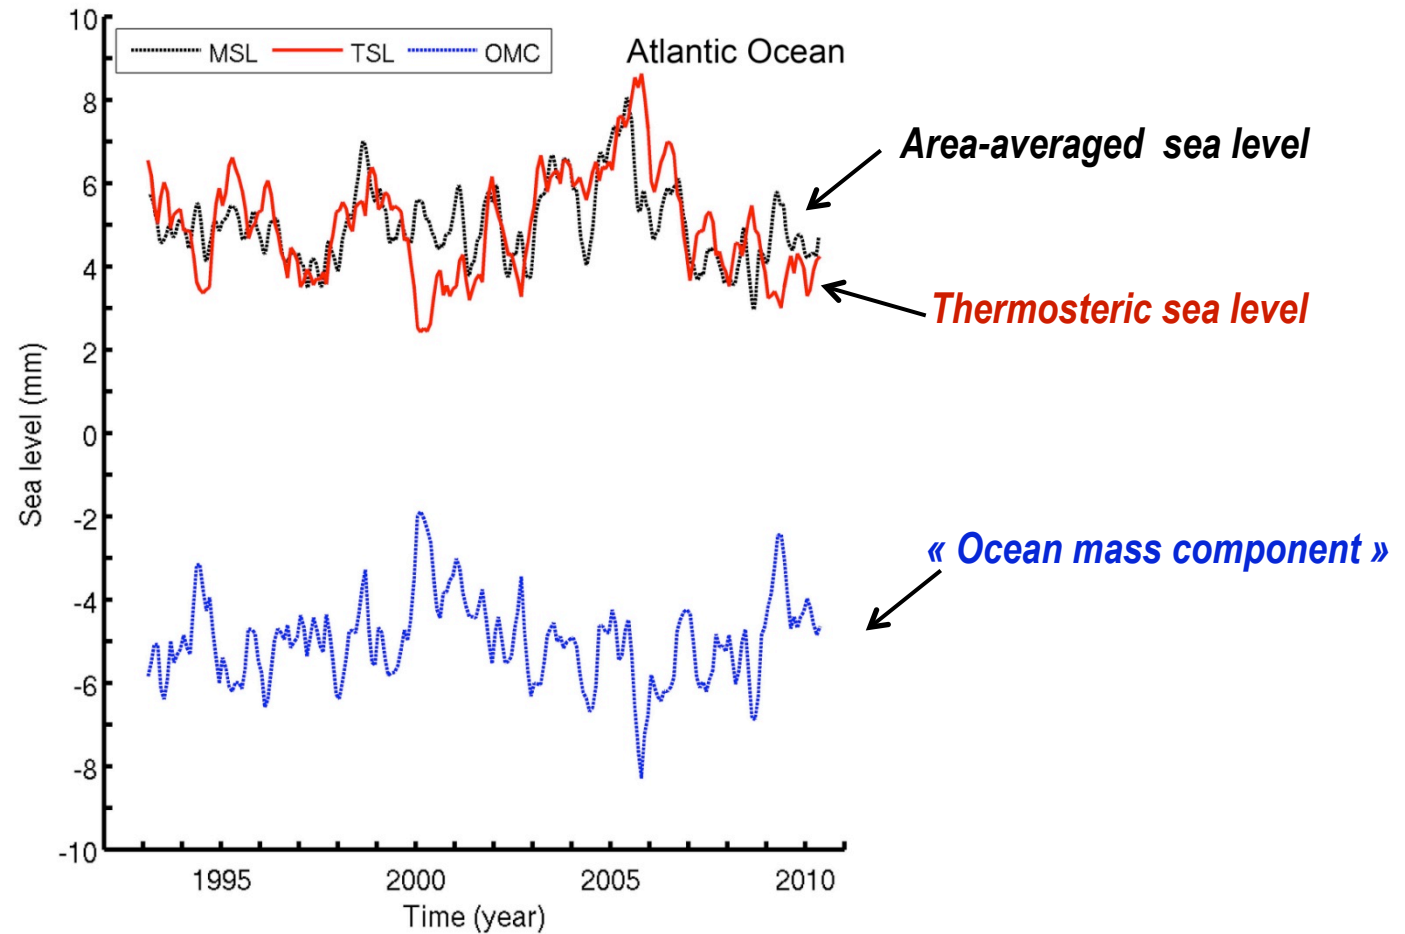 10
MSL TSL OMC
Atlantic Ocean
8
Area-averaged sea level
6
4
Thermosteric sea level
2
Sea level (mm)
0
-2
« Ocean mass component »
-4
-6
-8
-10
1995 2000 2005 2010
Time (year)